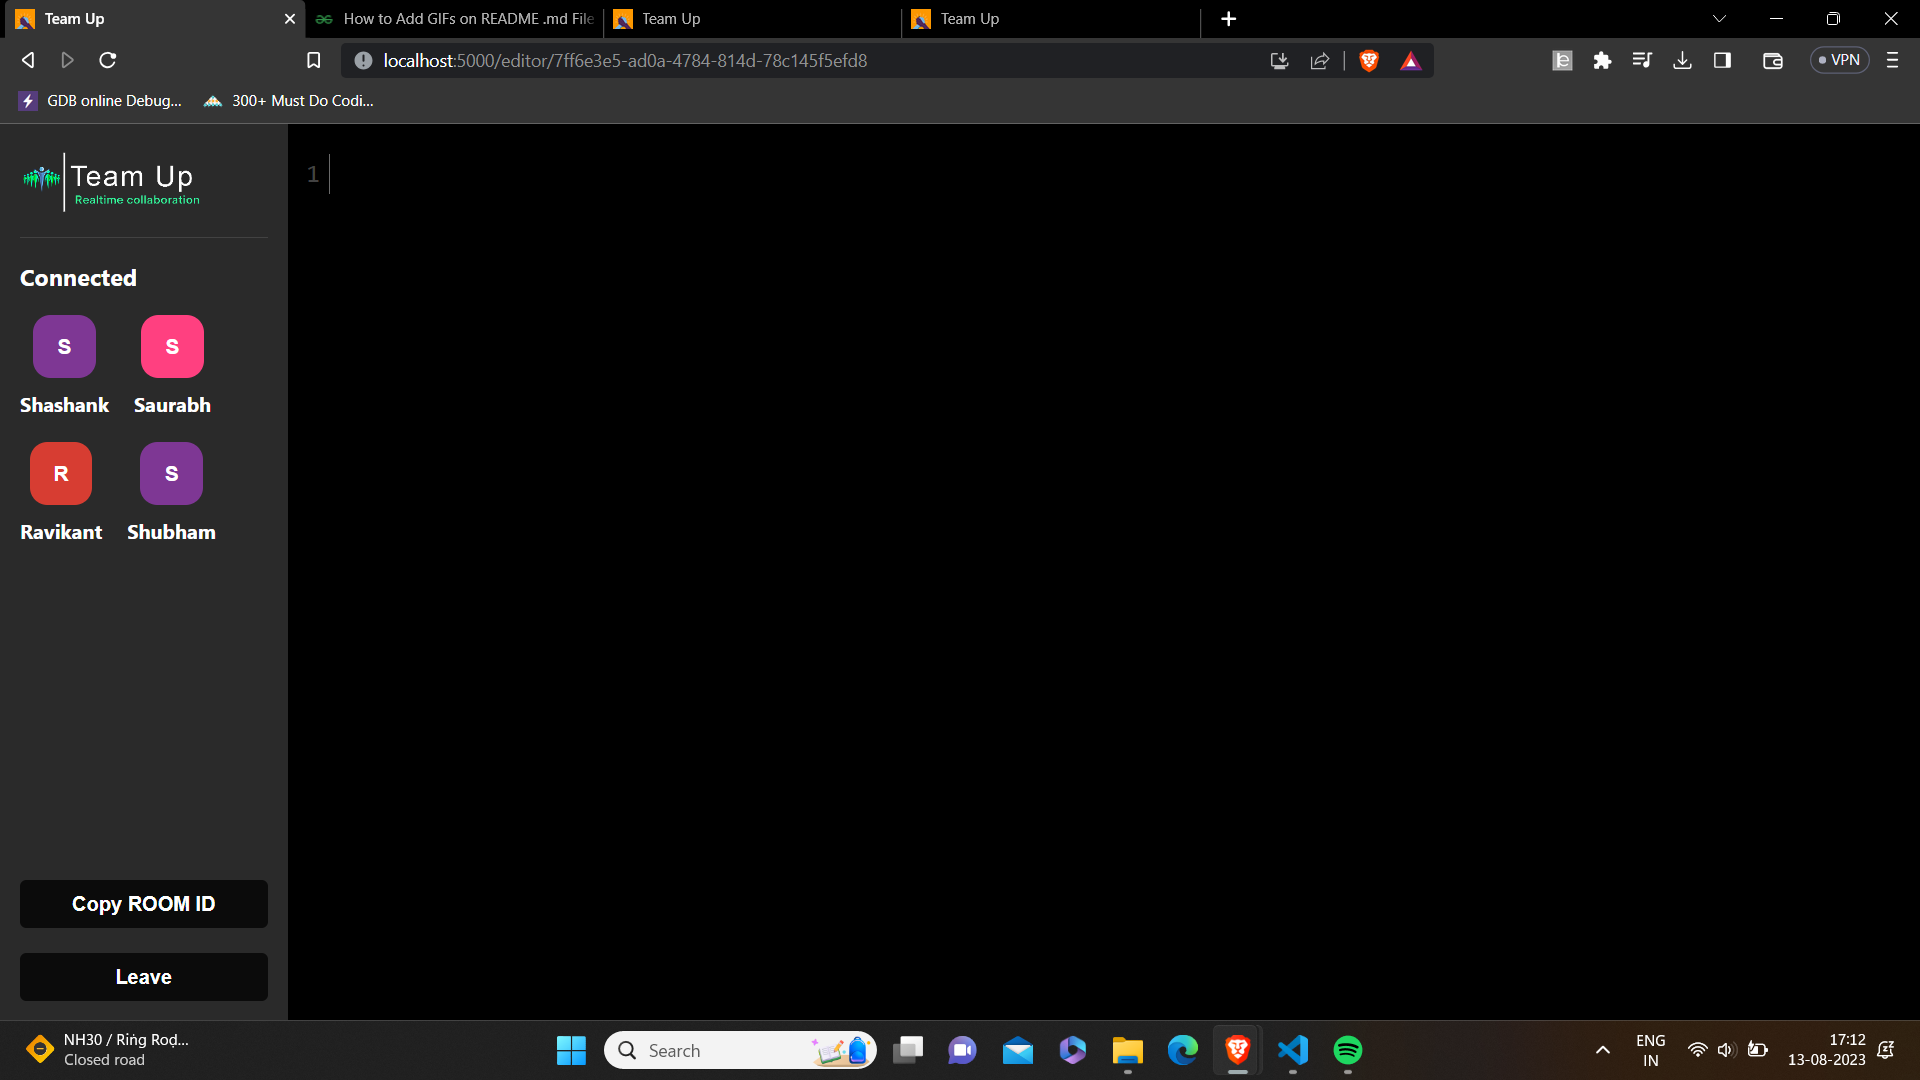 Team Up
How to Add GIFs on README .md File
Team Up
Team Up
localhost:5000/editor/7ff6e3e5-ad0a-4784-814d-78c145f5efd8
VPN
GDB online Debug...
300+ Must Do Codi...
Team Up
Realtime collaboration
1
Connected
S
S
Shashank
Saurabh
R
S
Ravikant
Shubham
Copy ROOM ID
Leave
NH30 / Ring Rod...
Closed road
Search
ENG
IN
17:12
13-08-2023